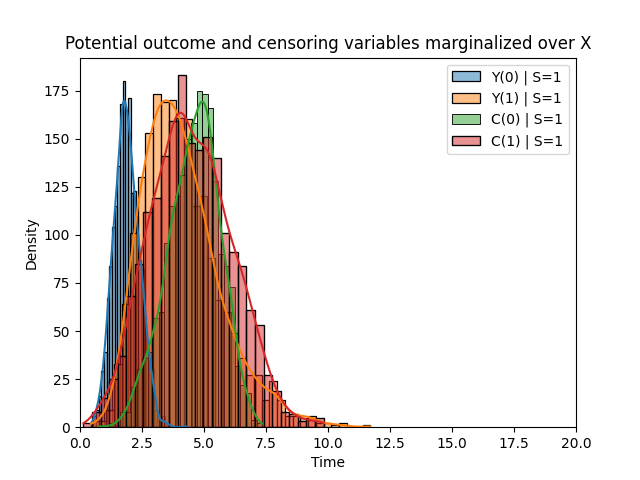 Potential outcome and censoring variables marginalized over X
Y(0) | S=1
Y(1) | S=1
C(0) | S=1
C(1) | S=1
Density
175
150
125
100
75
50
25
0
0.0 2.5 5.0 7.5 10.0 12.5 15.0 17.5 20.0
Time